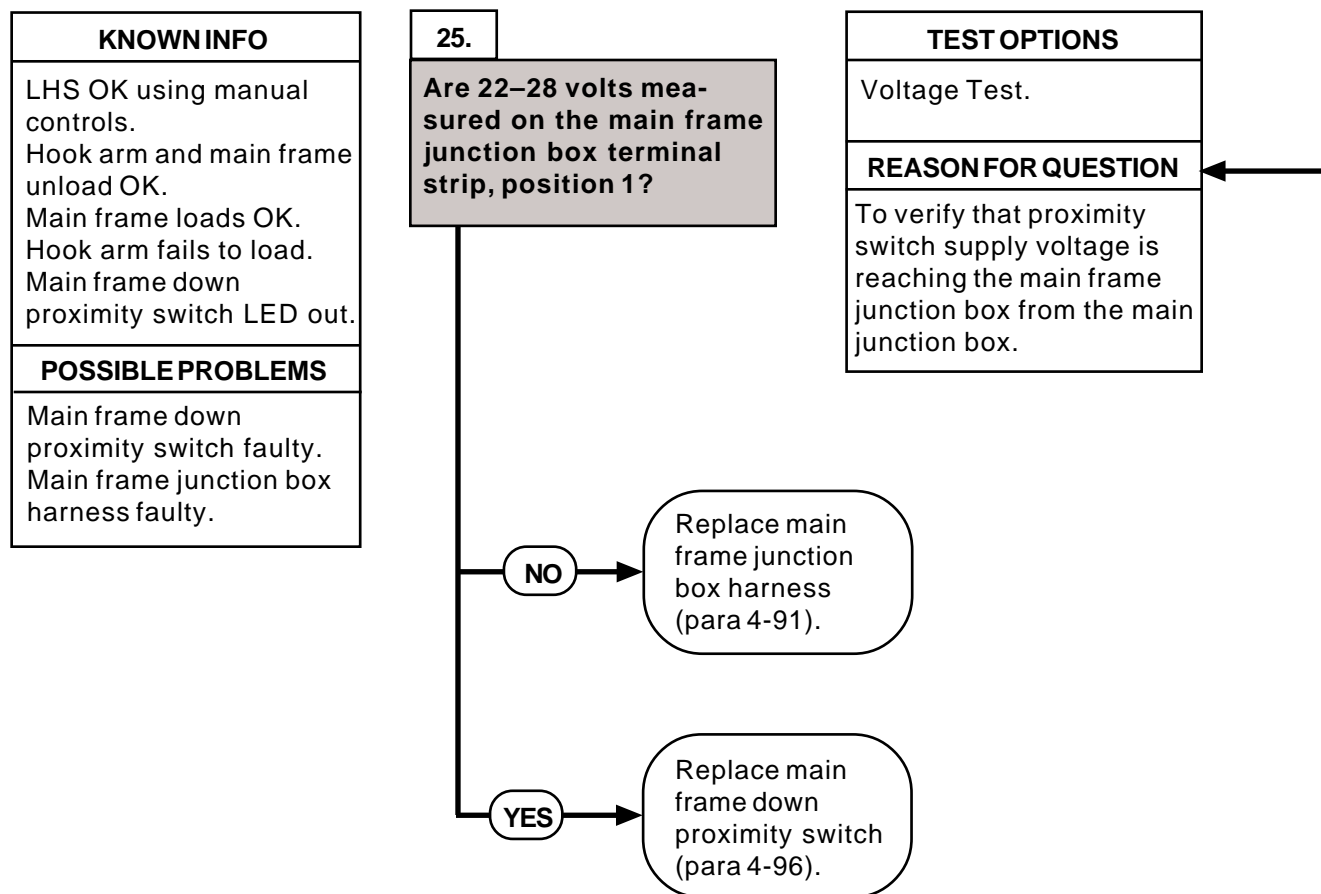 KNOWN INFO
LHS OK using manual
controls.
Hook arm and main frame
unload OK.
Main frame loads OK.
Hook arm fails to load.
Main frame down
proximity switch LED out.
POSSIBLE PROBLEMS
Main frame down
proximity switch faulty.
Main frame junction box
harness faulty.
25.
Are 22–28 volts mea-
sured on the main frame
junction box terminal
strip, position 1?
TEST OPTIONS
Voltage Test.
REASON FOR QUESTION
To verify that proximity
switch supply voltage is
reaching the main frame
junction box from the main
junction box.
NO
Replace main
frame junction
box harness
(para 4-91).
YES
Replace main
frame down
proximity switch
(para 4-96).